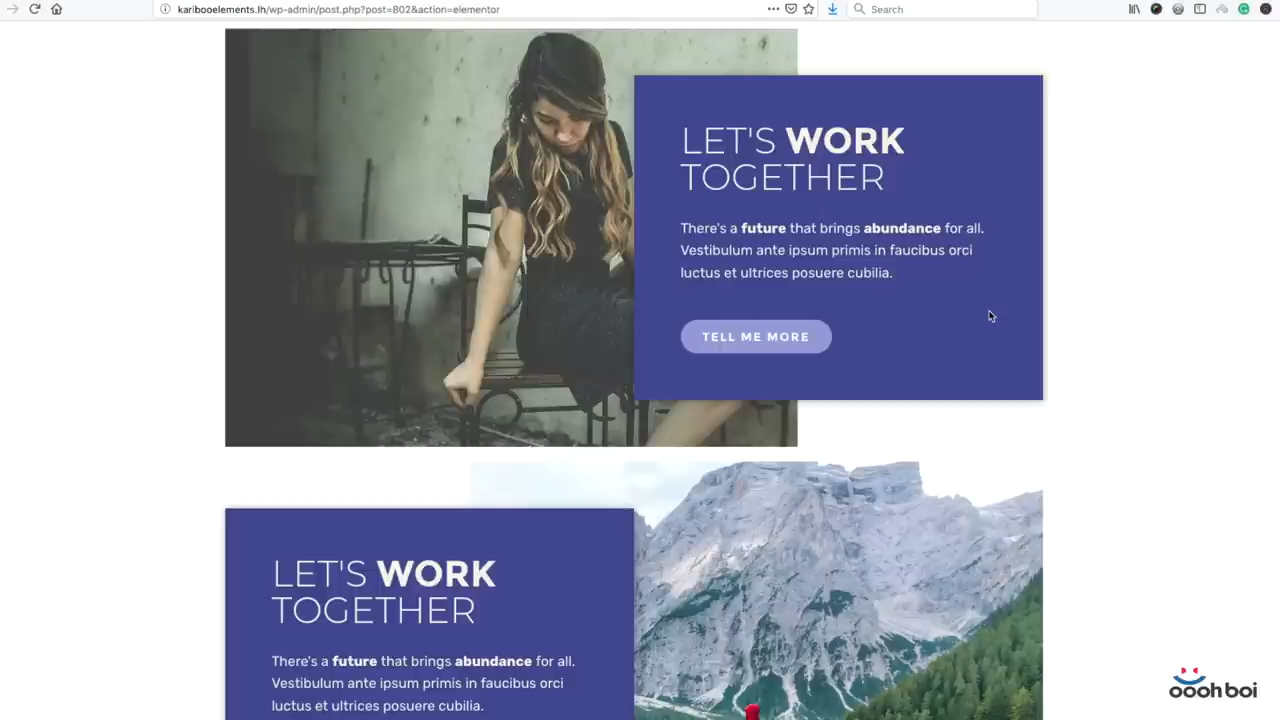 karibooelements.lh/wp-admin/post.php?post=802&action=elementor
Search
LET'S WORK
TOGETHER
There's a future that brings abundance for all.
Vestibulum ante ipsum primis in faucibus orci
luctus et ultrices posuere cubilia.
TELL ME MORE
LET'S WORK
TOGETHER
There's a future that brings abundance for all.
Vestibulum ante ipsum primis in faucibus orci
luctus et ultrices posuere cubilia.
oooh boi